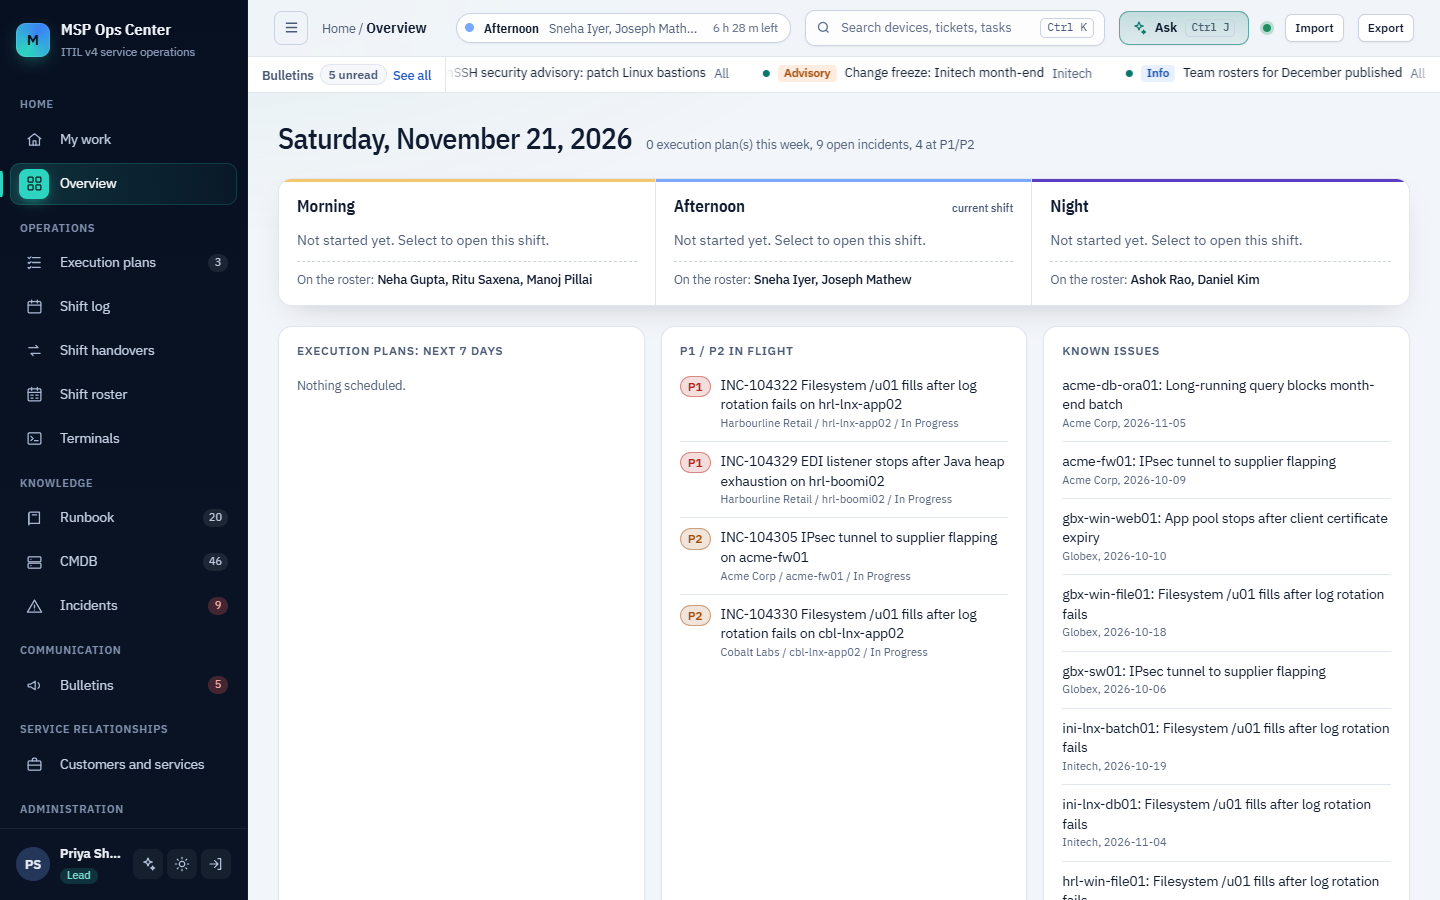 M
MSP Ops Center
ITIL v4 service operations
HOME
My work
Overview
OPERATIONS
Execution plans 3
Shift log
Shift handovers
Shift roster
Terminals
KNOWLEDGE
Runbook 20
CMDB 46
Incidents 9
COMMUNICATION
Bulletins 5
SERVICE RELATIONSHIPS
Customers and services
ADMINISTRATION
PS
Priya Sh...
Lead
Home / Overview
Afternoon Sneha Iyer, Joseph Math... 6 h 28 m left
Search devices, tickets, tasks Ctrl K
Ask Ctrl J
Import
Export
Bulletins 5 unread See all
nSSH security advisory: patch Linux bastions All
Advisory Change freeze: Initech month-end Initech
Info Team rosters for December published All
Saturday, November 21, 2026
0 execution plan(s) this week, 9 open incidents, 4 at P1/P2
Morning
Not started yet. Select to open this shift.
On the roster: Neha Gupta, Ritu Saxena, Manoj Pillai
Afternoon current shift
Not started yet. Select to open this shift.
On the roster: Sneha Iyer, Joseph Mathew
Night
Not started yet. Select to open this shift.
On the roster: Ashok Rao, Daniel Kim
EXECUTION PLANS: NEXT 7 DAYS
Nothing scheduled.
P1 / P2 IN FLIGHT
P1 INC-104322 Filesystem /u01 fills after log
rotation fails on hrl-lnx-app02
Harbourline Retail / hrl-lnx-app02 / In Progress
P1 INC-104329 EDI listener stops after Java heap
exhaustion on hrl-boomi02
Harbourline Retail / hrl-boomi02 / In Progress
P2 INC-104305 IPsec tunnel to supplier flapping
on acme-fw01
Acme Corp / acme-fw01 / In Progress
P2 INC-104330 Filesystem /u01 fills after log
rotation fails on cbl-lnx-app02
Cobalt Labs / cbl-lnx-app02 / In Progress
KNOWN ISSUES
acme-db-ora01: Long-running query blocks month-
end batch
Acme Corp, 2026-11-05
acme-fw01: IPsec tunnel to supplier flapping
Acme Corp, 2026-10-09
gbx-win-web01: App pool stops after client certificate
expiry
Globex, 2026-10-10
gbx-win-file01: Filesystem /u01 fills after log rotation
fails
Globex, 2026-10-18
gbx-sw01: IPsec tunnel to supplier flapping
Globex, 2026-10-06
ini-lnx-batch01: Filesystem /u01 fills after log rotation
fails
Initech, 2026-10-19
ini-lnx-db01: Filesystem /u01 fills after log rotation
fails
Initech, 2026-11-04
hrl-win-file01: Filesystem /u01 fills after log rotation
fails